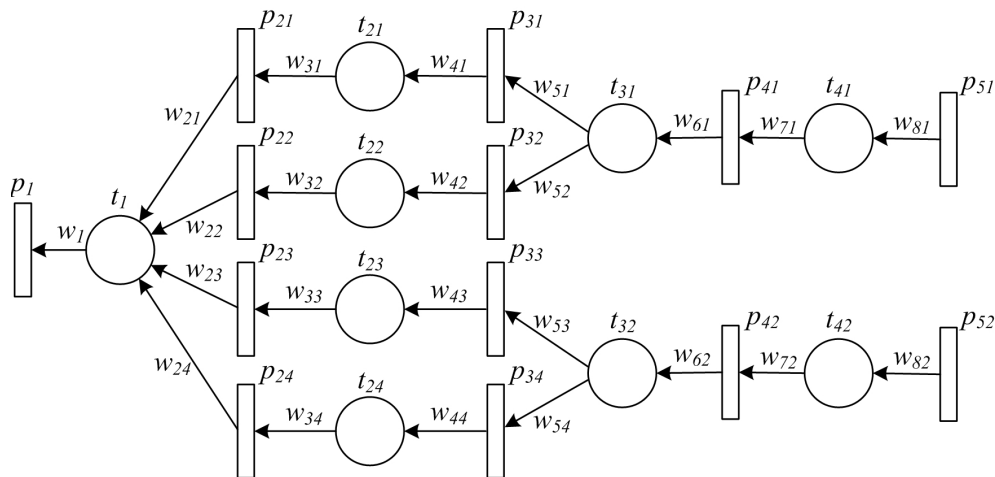 p21 t21 p31
w31 w41
w21 w51 t31 p41 t41 p51
p22 t22 p32 w61 w71 w81
w32 w42 w52
p1 t1
w1 w22
p23 t23 p33
w23 w33 w43
w53 t32 p42 t42 p52
w24 p24 t24 p34 w62 w72 w82
w34 w44 w54